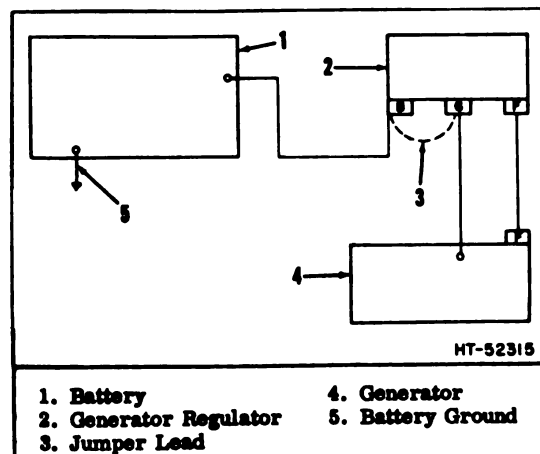 1
2
B G F
3
5
F
4
HT-52315
1. Battery
2. Generator Regulator
3. Jumper Lead
4. Generator
5. Battery Ground